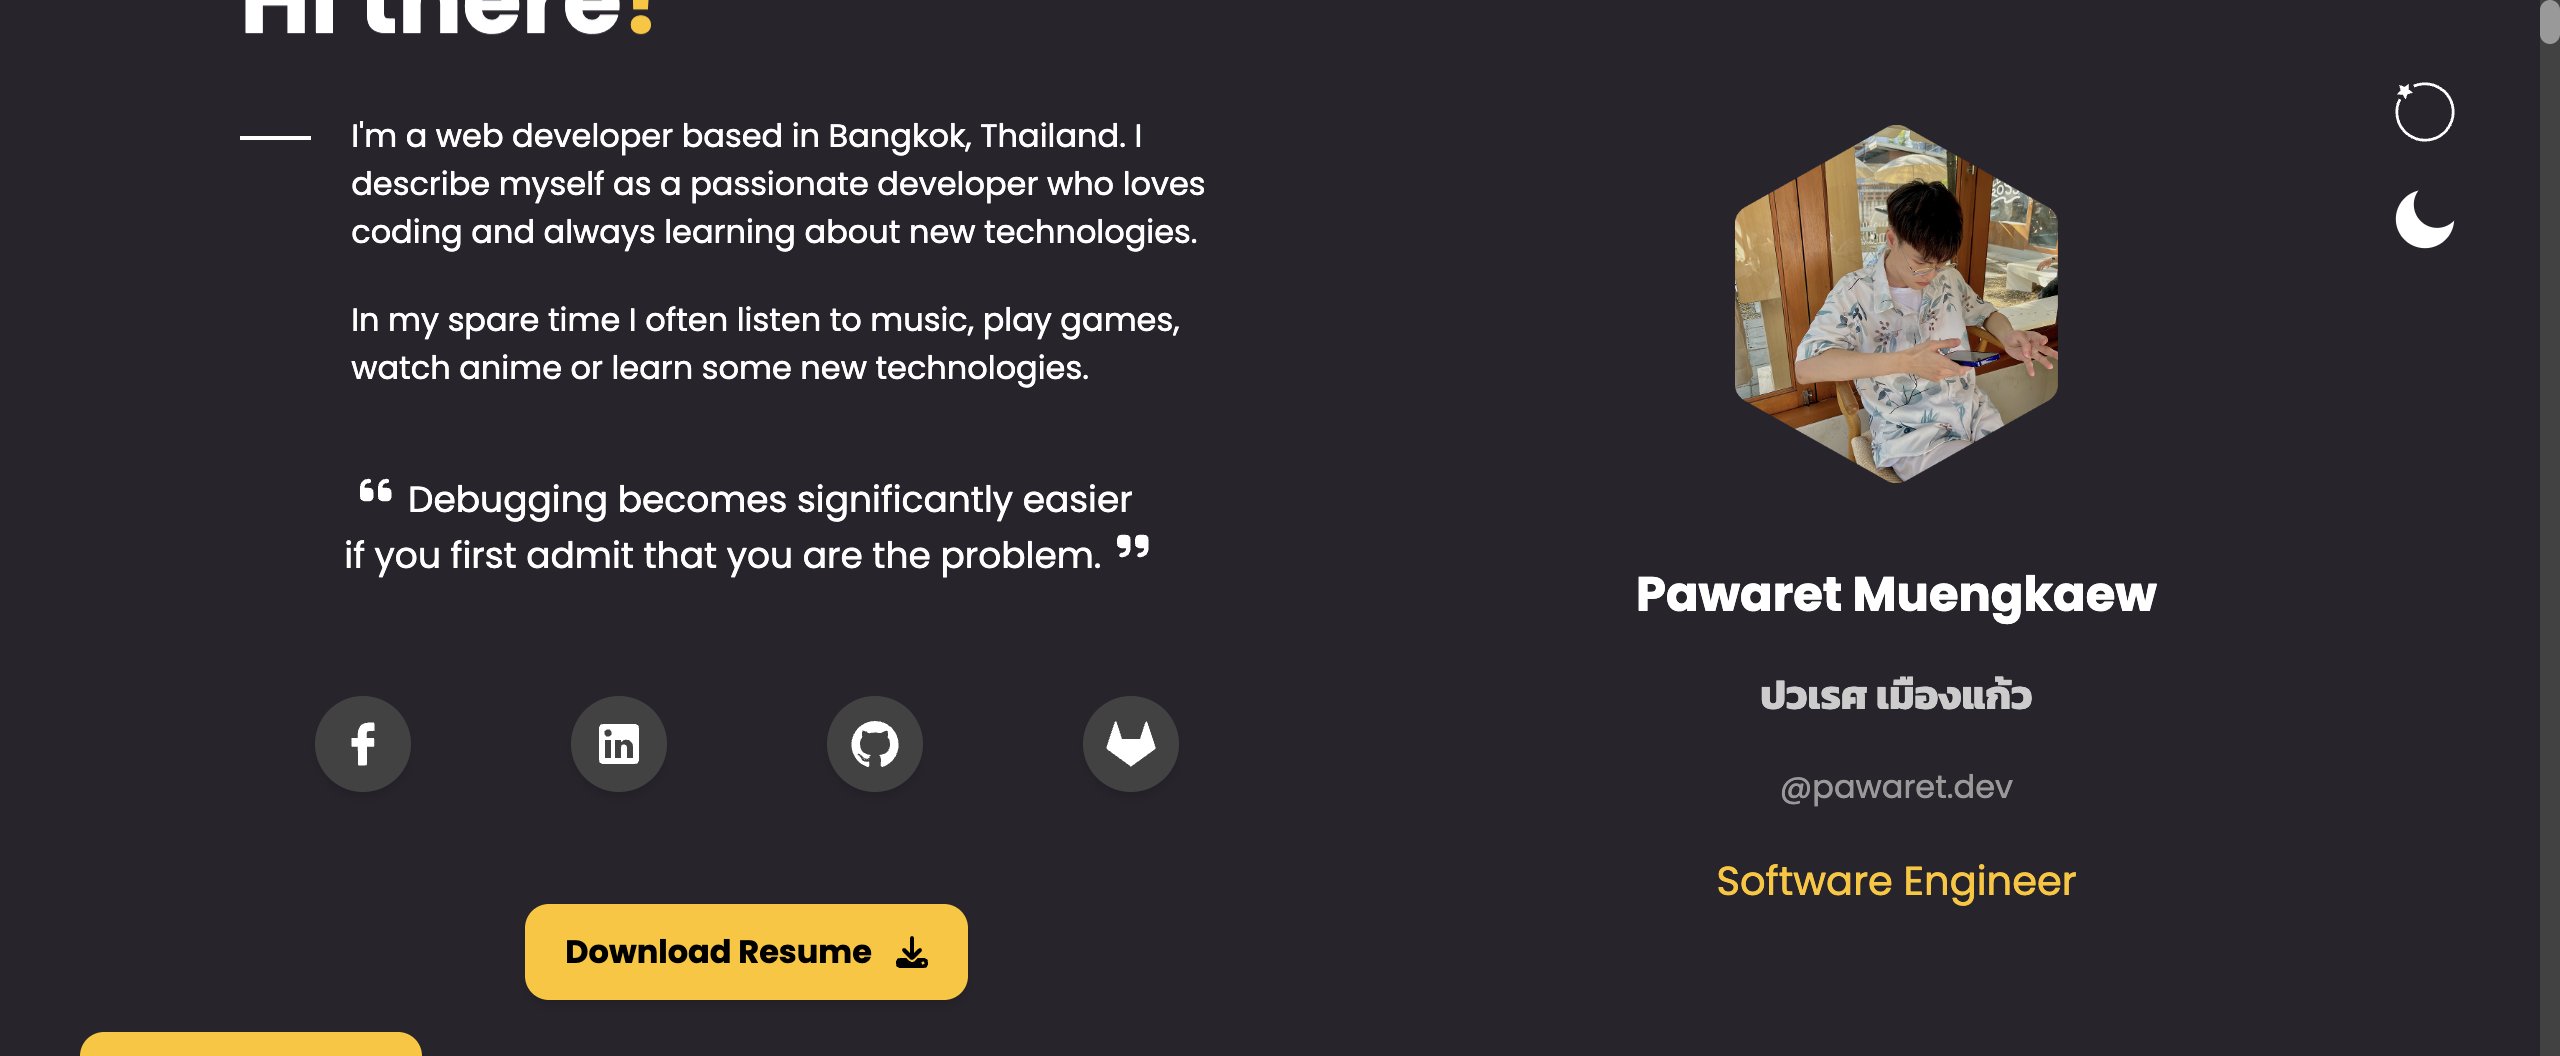 Hi there!
I'm a web developer based in Bangkok, Thailand. I
describe myself as a passionate developer who loves
coding and always learning about new technologies.
In my spare time I often listen to music, play games,
watch anime or learn some new technologies.
“ Debugging becomes significantly easier
if you first admit that you are the problem. ”
f
in
Download Resume
Pawaret Muengkaew
ปวเรศ เมืองแก้ว
@pawaret.dev
Software Engineer